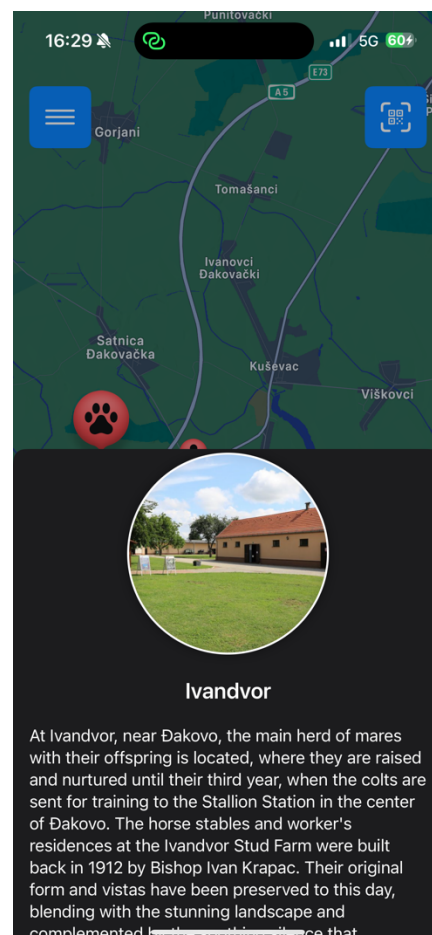 Punitovački
16:29
5G 60
E73
A5
Gorjani
Tomašanci
Ivanovci
Đakovački
Satnica
Đakovačka
Kuševac
Viškovci
Ivandvor
At Ivandvor, near Đakovo, the main herd of mares
with their offspring is located, where they are raised
and nurtured until their third year, when the colts are
sent for training to the Stallion Station in the center
of Đakovo. The horse stables and worker's
residences at the Ivandvor Stud Farm were built
back in 1912 by Bishop Ivan Krapac. Their original
form and vistas have been preserved to this day,
blending with the stunning landscape and
complemented by the that